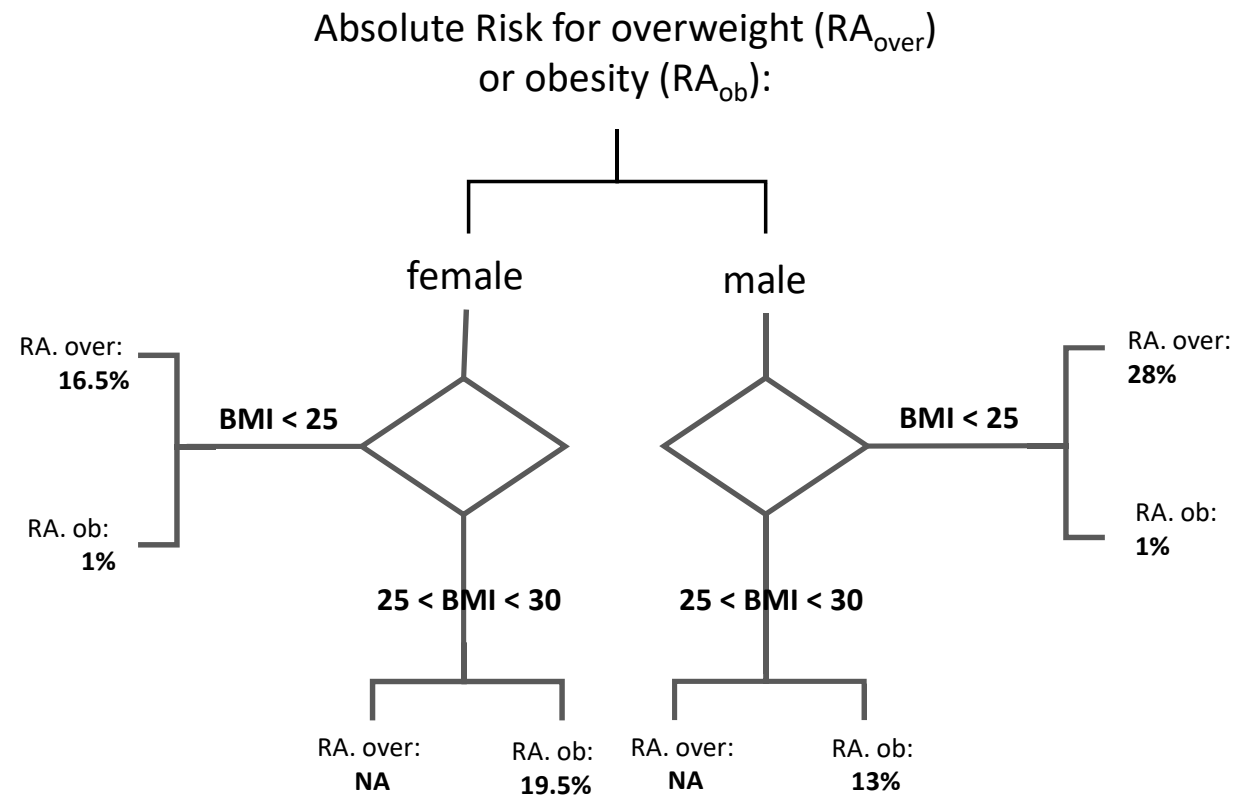 Absolute Risk for overweight (RAover)
or obesity (RAob):
female
male
RA. over:
16.5%
BMI < 25
RA. ob:
1%
25 < BMI < 30
RA. over:
NA
RA. ob:
19.5%
BMI < 25
RA. over:
28%
RA. ob:
1%
25 < BMI < 30
RA. over:
NA
RA. ob:
13%